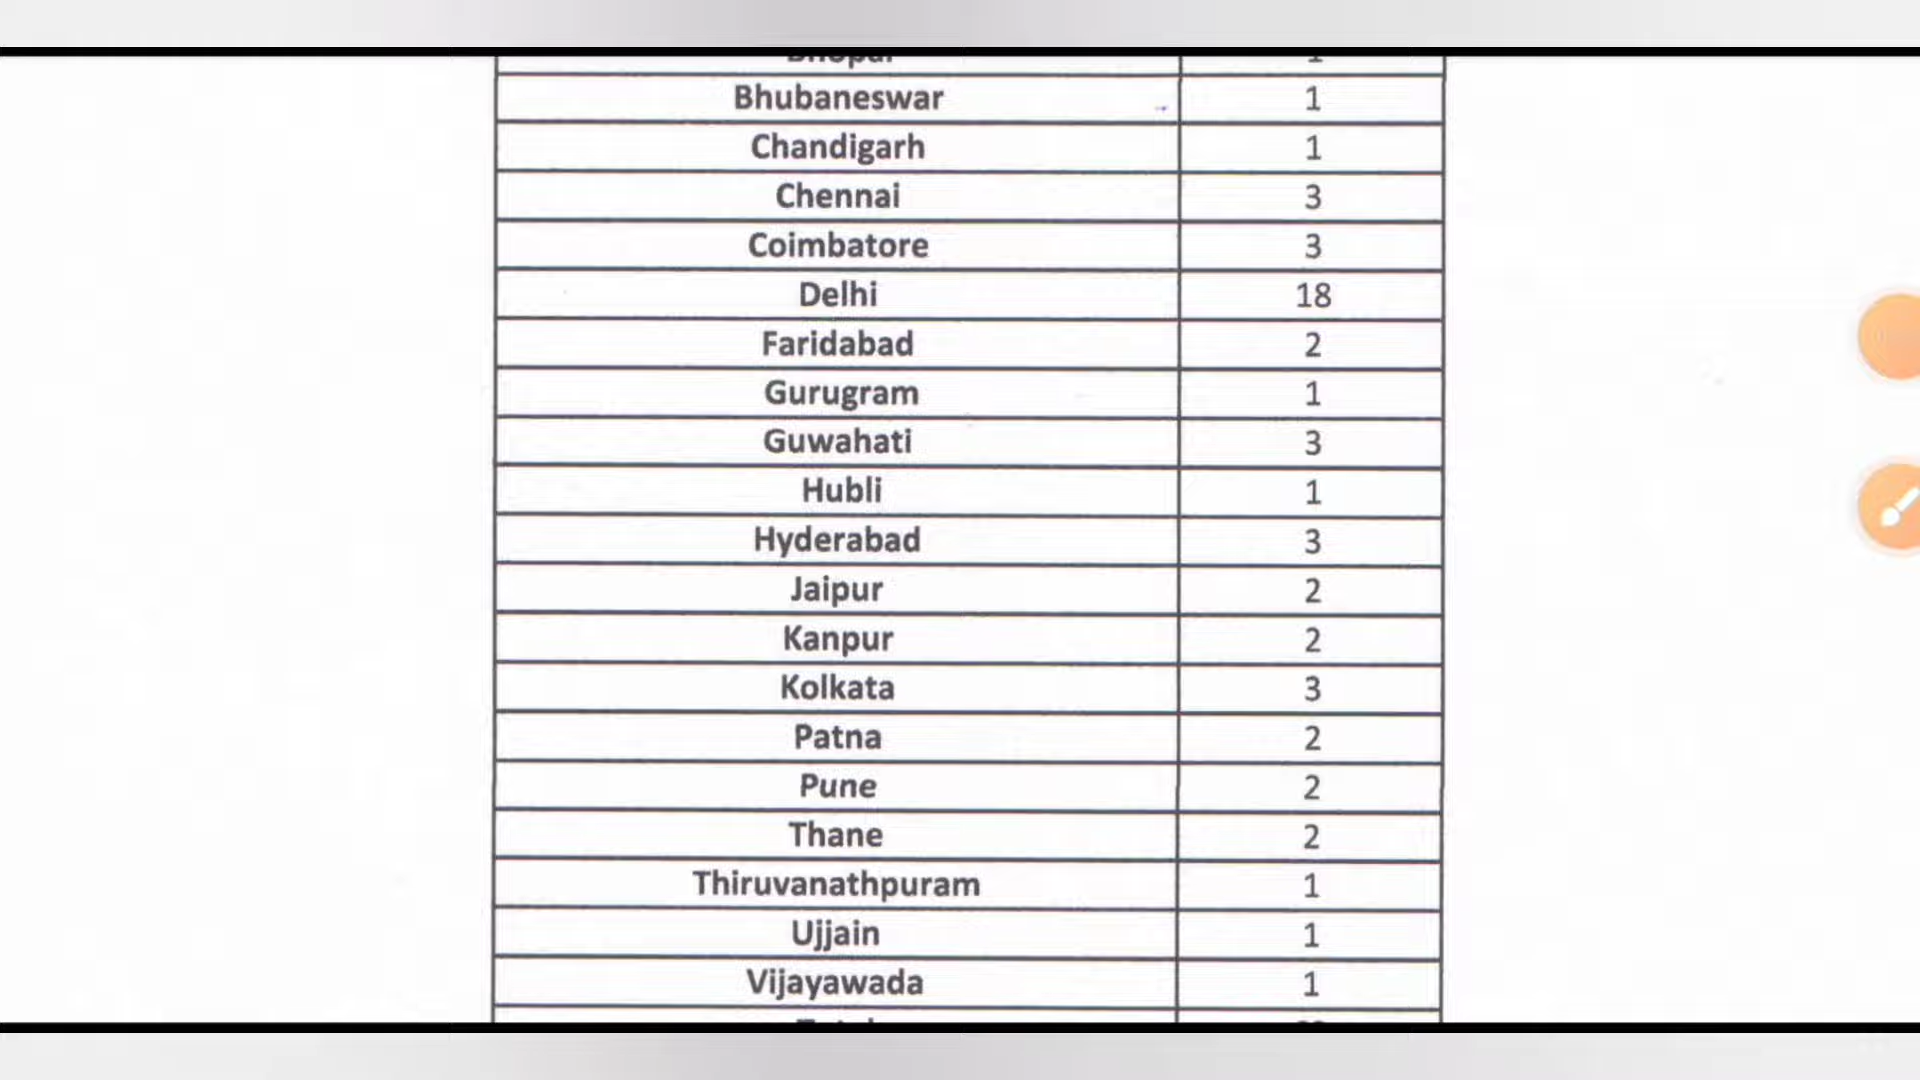 Bhopal 1
Bhubaneswar 1
Chandigarh 1
Chennai 3
Coimbatore 3
Delhi 18
Faridabad 2
Gurugram 1
Guwahati 3
Hubli 1
Hyderabad 3
Jaipur 2
Kanpur 2
Kolkata 3
Patna 2
Pune 2
Thane 2
Thiruvanathpuram 1
Ujjain 1
Vijayawada 1